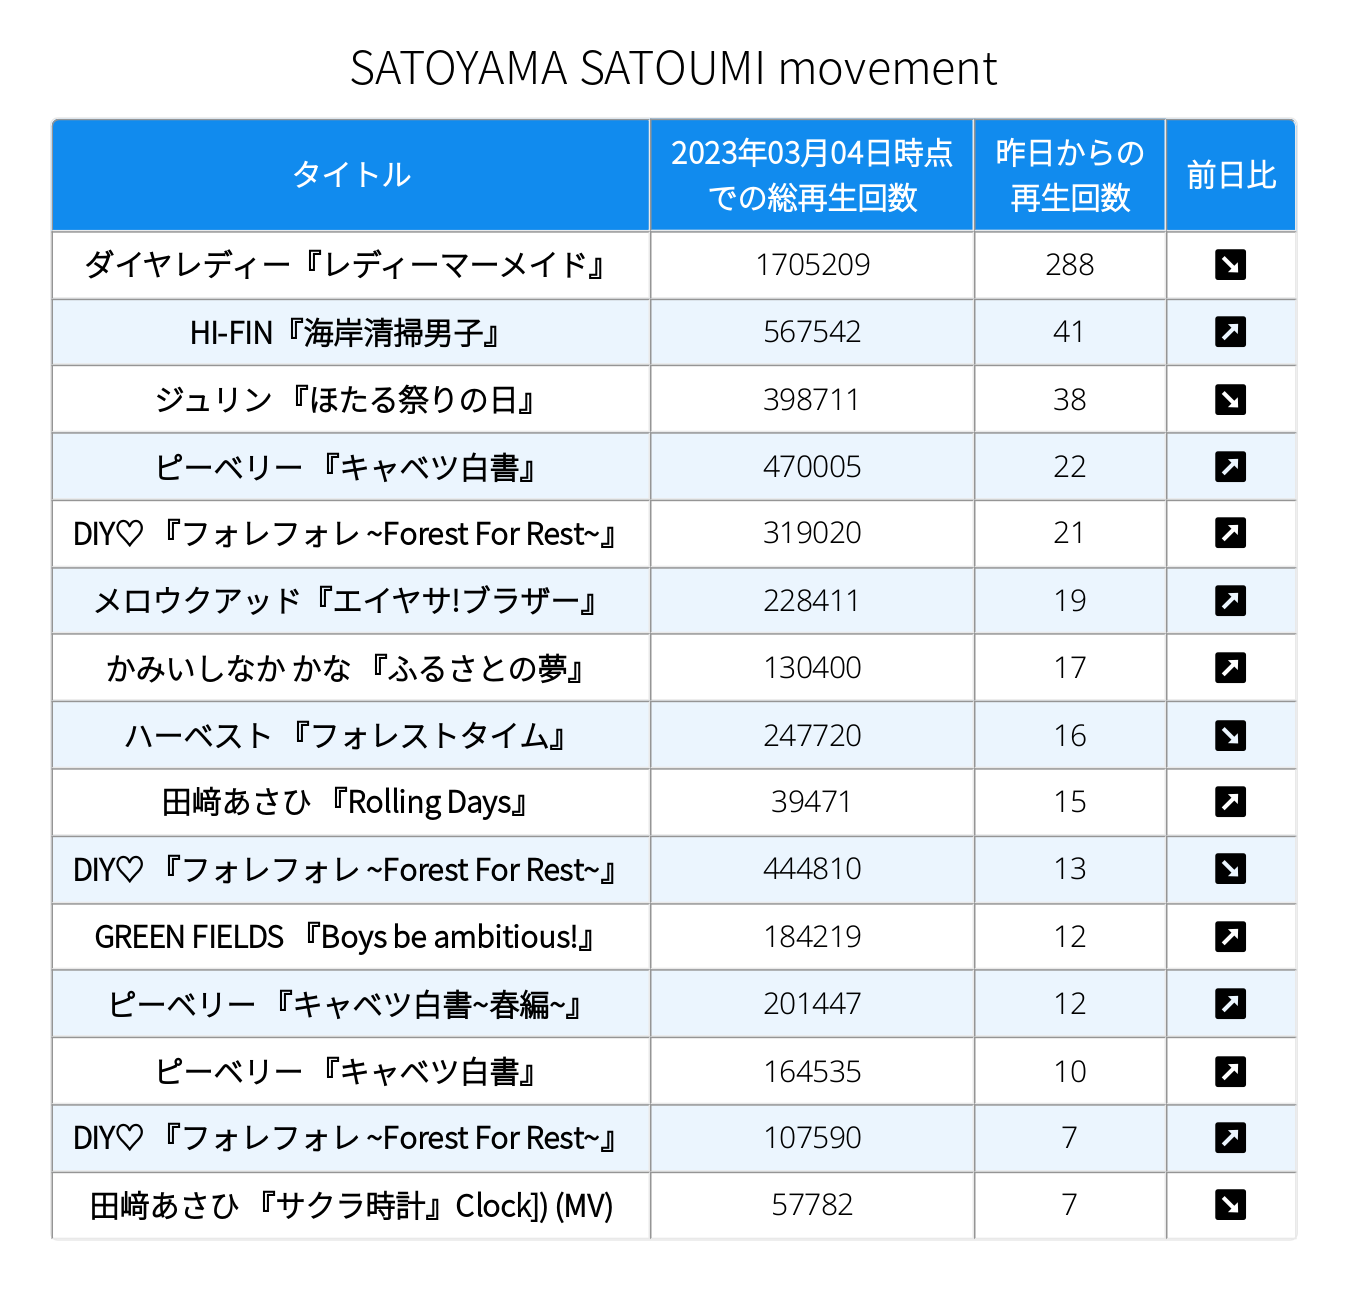 SATOYAMA SATOUMI movement
タイトル 2023年03月04日時点での総再生回数 昨日からの再生回数 前日比
ダイヤレディー『レディーマーメイド』 1705209 288 ↘
HI-FIN『海岸清掃男子』 567542 41 ↗
ジュリン 『ほたる祭りの日』 398711 38 ↘
ピーベリー 『キャベツ白書』 470005 22 ↗
DIY♡ 『フォレフォレ ~Forest For Rest~』 319020 21 ↗
メロウクアッド『エイヤサ!ブラザー』 228411 19 ↗
かみいしなか かな 『ふるさとの夢』 130400 17 ↗
ハーベスト 『フォレストタイム』 247720 16 ↘
田﨑あさひ 『Rolling Days』 39471 15 ↗
DIY♡ 『フォレフォレ ~Forest For Rest~』 444810 13 ↘
GREEN FIELDS 『Boys be ambitious!』 184219 12 ↗
ピーベリー 『キャベツ白書~春編~』 201447 12 ↗
ピーベリー 『キャベツ白書』 164535 10 ↗
DIY♡ 『フォレフォレ ~Forest For Rest~』 107590 7 ↗
田﨑あさひ 『サクラ時計』Clock]) (MV) 57782 7 ↘